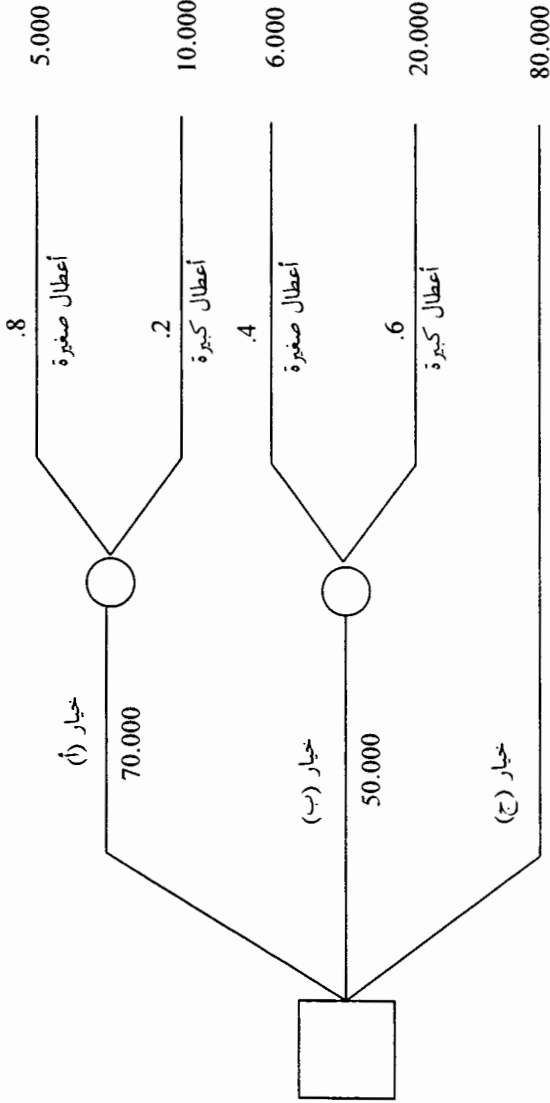 .8
أعطال صغيرة
5.000
.2
أعطال كبيرة
10.000
خيار (أ)
70.000
.4
أعطال صغيرة
6.000
.6
أعطال كبيرة
20.000
خيار (ب)
50.000
خيار (ج)
80.000